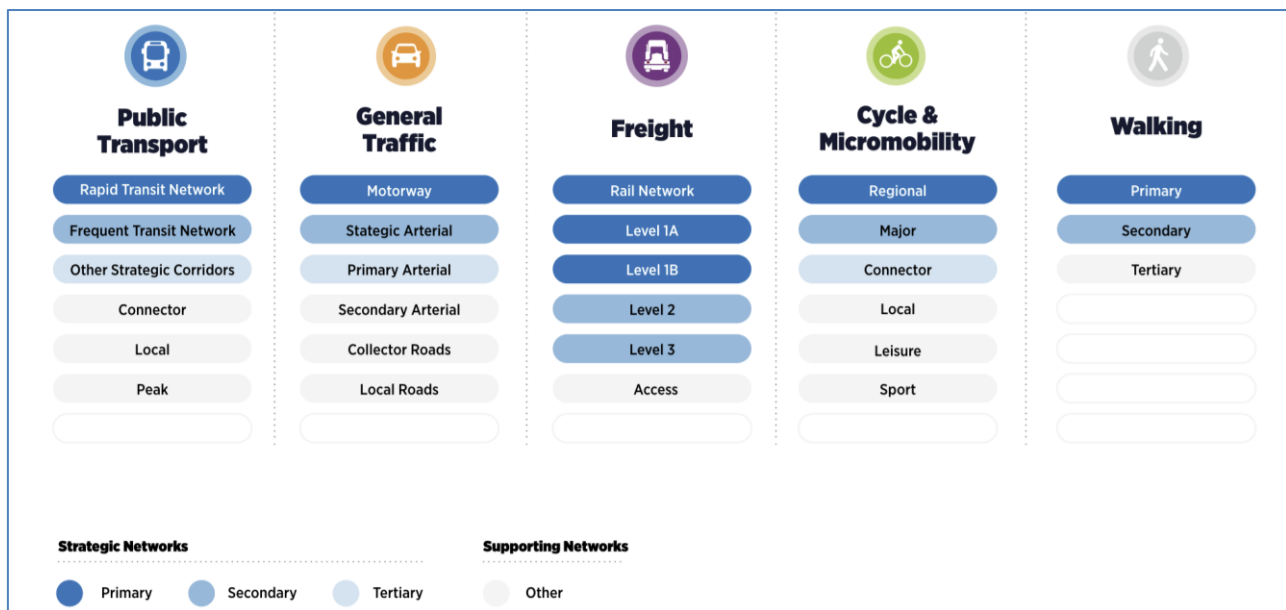 Public
Transport
Rapid Transit Network
Frequent Transit Network
Other Strategic Corridors
Connector
Local
Peak
General
Traffic
Motorway
Stategic Arterial
Primary Arterial
Secondary Arterial
Collector Roads
Local Roads
Freight
Rail Network
Level 1A
Level 1B
Level 2
Level 3
Access
Cycle &
Micromobility
Regional
Major
Connector
Local
Leisure
Sport
Walking
Primary
Secondary
Tertiary
Strategic Networks
Primary
Secondary
Tertiary
Supporting Networks
Other